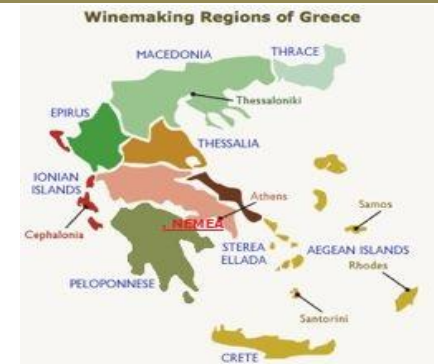 Winemaking Regions of Greece
MACEDONIA
THRACE
Thessaloniki
EPIRUS
THESSALIA
IONIAN
ISLANDS
Athens
Samos
. NEMEA
Cephalonia
STEREA
ELLADA
AEGEAN ISLANDS
Rhodes
PELOPONNESE
Santorini
CRETE